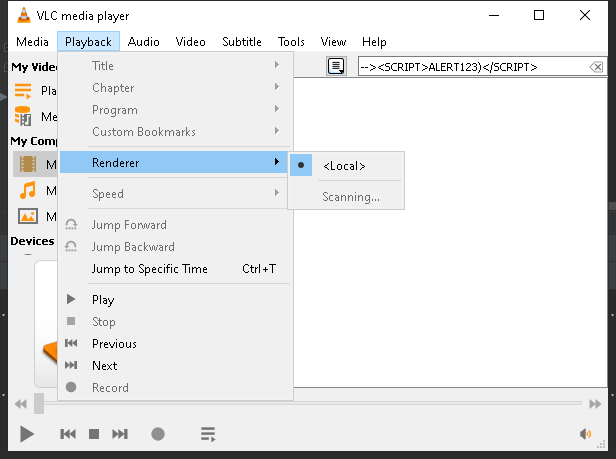 VLC media player
Media Playback Audio Video Subtitle Tools View Help
My Vide
Pla
Me
My Comp
M
M
M
Devices
--><SCRIPT>ALERT123)</SCRIPT>
Title
Chapter
Program
Custom Bookmarks
Renderer
<Local>
Scanning...
Speed
Jump Forward
Jump Backward
Jump to Specific Time Ctrl+T
Play
Stop
Previous
Next
Record